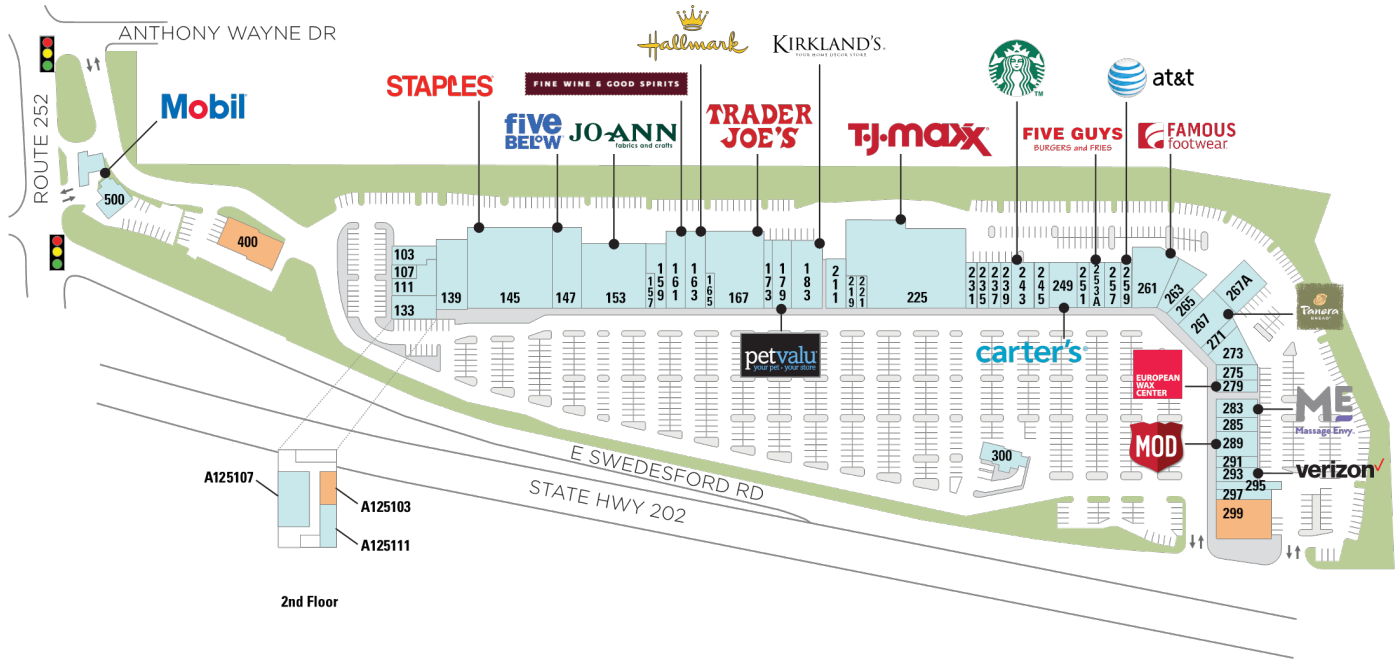 ANTHONY WAYNE DR
ROUTE 252
Mobil
STAPLES
FINE WINE & GOOD SPIRITS
five
BEL°W
JO-ANN
fabrics and crafts
Hallmark
KIRKLAND'S.
YOUR HOME DECOR STORE
TRADER
JOE'S
T·J·maxx
TM
FIVE GUYS
BURGERS and FRIES
at&t
FAMOUS
footwear
500
400
103
107
111
133
139
145
147
153
157
159
161
163
165
167
173
179
183
211
219
221
225
231
235
237
239
243
245
249
251
253A
257
259
261
263
265
267
267A
271
273
275
279
283
285
289
291
293
295
297
299
300
Panera
BREAD
petvalu
your pet · your store
carter's
EUROPEAN
WAX
CENTER
ME
Massage Envy
MOD
verizon
E SWEDESFORD RD
STATE HWY 202
A125107
A125103
A125111
2nd Floor